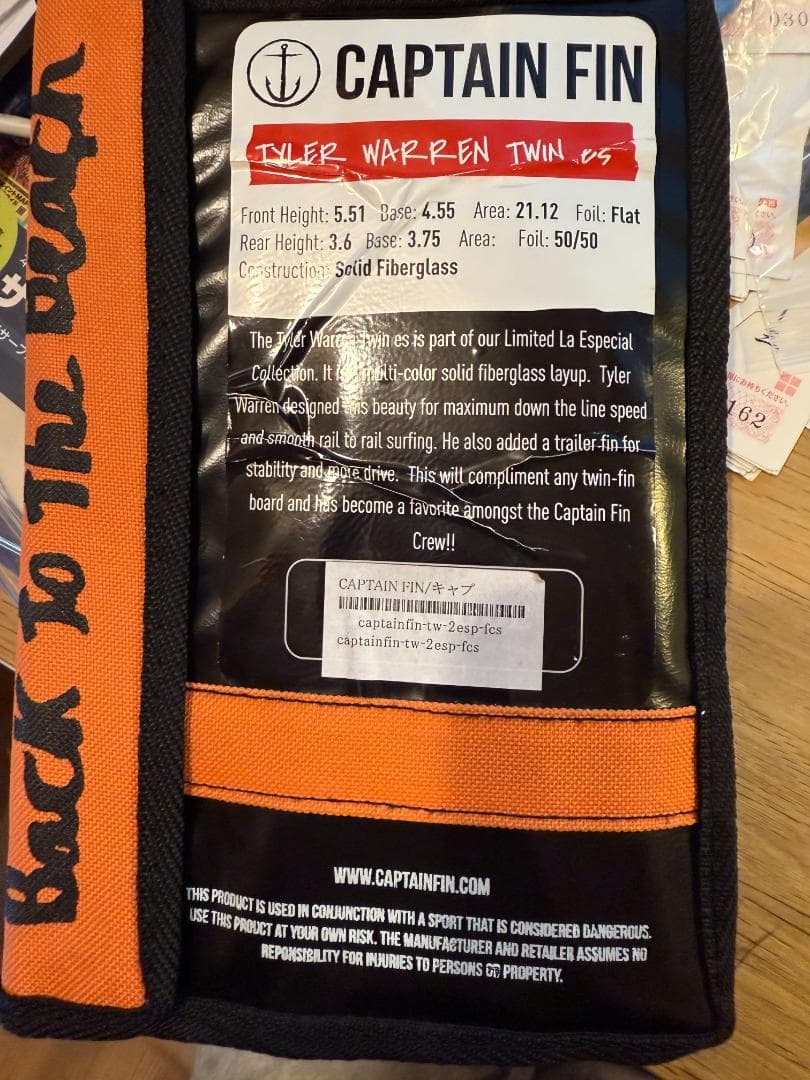 Back To The Beach
CAPTAIN FIN
TYLER WARREN TWIN es
Front Height: 5.51 Base: 4.55 Area: 21.12 Foil: Flat
Rear Height: 3.6 Base: 3.75 Area: Foil: 50/50
Construction: Solid Fiberglass
The Tyler Warren Twin es is part of our Limited La Especial
Collection. It is a multi-color solid fiberglass layup. Tyler
Warren designed this beauty for maximum down the line speed
and smooth rail to rail surfing. He also added a trailer fin for
stability and more drive. This will compliment any twin-fin
board and has become a favorite amongst the Captain Fin
Crew!!
CAPTAIN FIN/キャプ
captainfin-tw-2esp-fcs
captainfin-tw-2esp-fcs
WWW.CAPTAINFIN.COM
THIS PRODUCT IS USED IN CONJUNCTION WITH A SPORT THAT IS CONSIDERED DANGEROUS.
USE THIS PROUCT AT YOUR OWN RISK. THE MANUFACTURER AND RETAILER ASSUMES NO
REPONSIBILITY FOR INJURIES TO PERSONS OR PROPERTY.
030
162